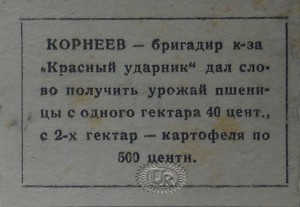 КОРНЕЕВ — бригадир к-за
„Красный ударник“ дал сло-
во получить урожай пшени-
цы с одного гектара 40 цент.,
с 2-х гектар — картофеля по
500 центн.